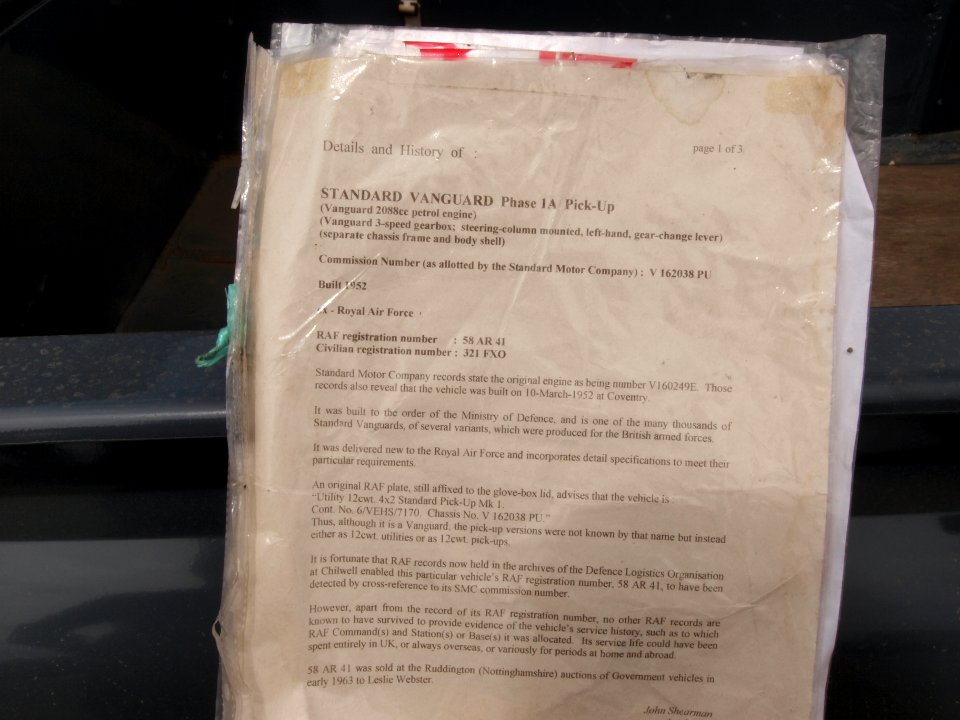 Details and History of :
page 1 of 3
STANDARD VANGUARD Phase 1A Pick-Up
(Vanguard 2088cc petrol engine)
(Vanguard 3-speed gearbox; steering-column mounted, left-hand, gear-change lever)
(separate chassis frame and body shell)
Commission Number (as allotted by the Standard Motor Company) : V 162038 PU
Built 1952
- Royal Air Force
RAF registration number : 58 AR 41
Civilian registration number : 321 FXO
Standard Motor Company records state the original engine as being number V160249E. Those
records also reveal that the vehicle was built on 10-March-1952 at Coventry.
It was built to the order of the Ministry of Defence, and is one of the many thousands of
Standard Vanguards, of several variants, which were produced for the British armed forces.
It was delivered new to the Royal Air Force and incorporates detail specifications to meet their
particular requirements.
An original RAF plate, still affixed to the glove-box lid, advises that the vehicle is :
“Utility 12cwt. 4x2 Standard Pick-Up Mk 1.
Cont. No. 6/VEHS/7170. Chassis No. V 162038 PU.”
Thus, although it is a Vanguard, the pick-up versions were not known by that name but instead
either as 12cwt. utilities or as 12cwt. pick-ups.
It is fortunate that RAF records now held in the archives of the Defence Logistics Organisation
at Chilwell enabled this particular vehicle's RAF registration number, 58 AR 41, to have been
detected by cross-reference to its SMC commission number.
However, apart from the record of its RAF registration number, no other RAF records are
known to have survived to provide evidence of the vehicle's service history, such as to which
RAF Command(s) and Station(s) or Base(s) it was allocated. Its service life could have been
spent entirely in UK, or always overseas, or variously for periods at home and abroad.
58 AR 41 was sold at the Ruddington (Nottinghamshire) auctions of Government vehicles in
early 1963 to Leslie Webster.
John Shearman